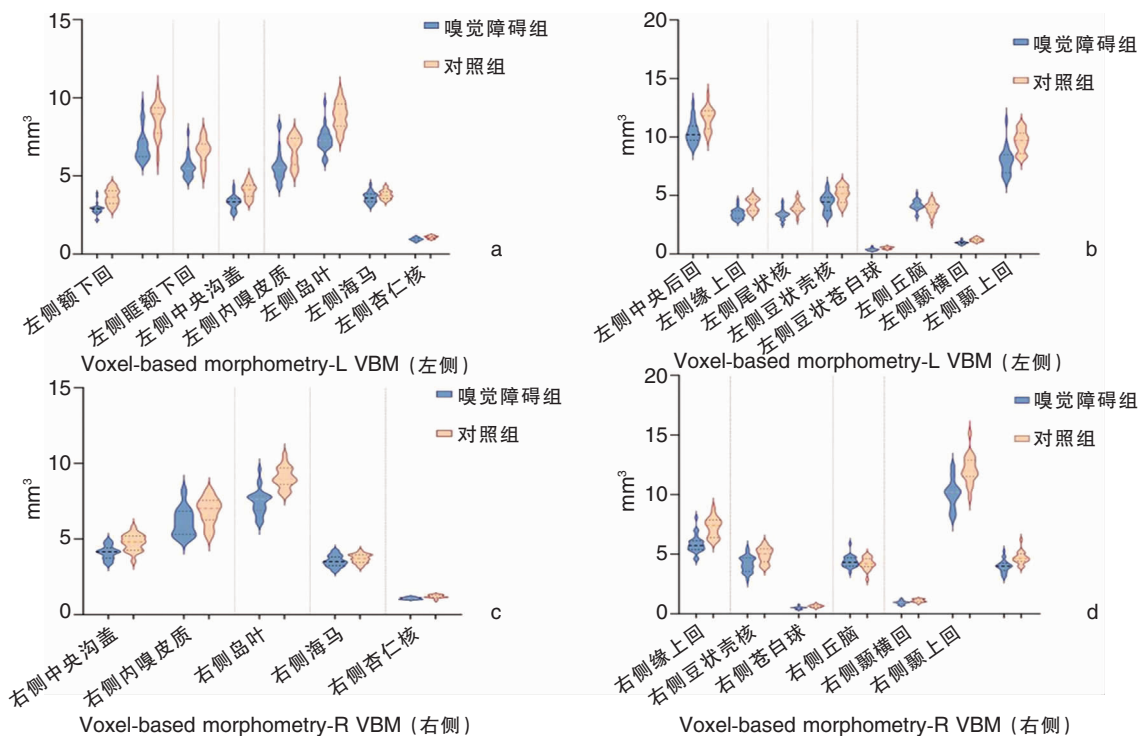 15
10
5
0
mm³
嗅觉障碍组
对照组
a
左侧额下回
左侧眶额下回
左侧中央沟盖
左侧内嗅皮质
左侧岛叶
左侧海马
左侧杏仁核
Voxel-based morphometry-L VBM (左侧)
20
15
10
5
0
mm³
嗅觉障碍组
对照组
b
左侧中央后回
左侧缘上回
左侧尾状核
左侧豆状壳核
左侧豆状苍白球
左侧丘脑
左侧颞横回
左侧颞上回
Voxel-based morphometry-L VBM (左侧)
15
10
5
0
mm³
嗅觉障碍组
对照组
c
右侧中央沟盖
右侧内嗅皮质
右侧岛叶
右侧海马
右侧杏仁核
Voxel-based morphometry-R VBM (右侧)
20
15
10
5
0
mm³
嗅觉障碍组
对照组
d
右侧缘上回
右侧豆状壳核
右侧苍白球
右侧丘脑
右侧颞横回
右侧颞上回
Voxel-based morphometry-R VBM (右侧)